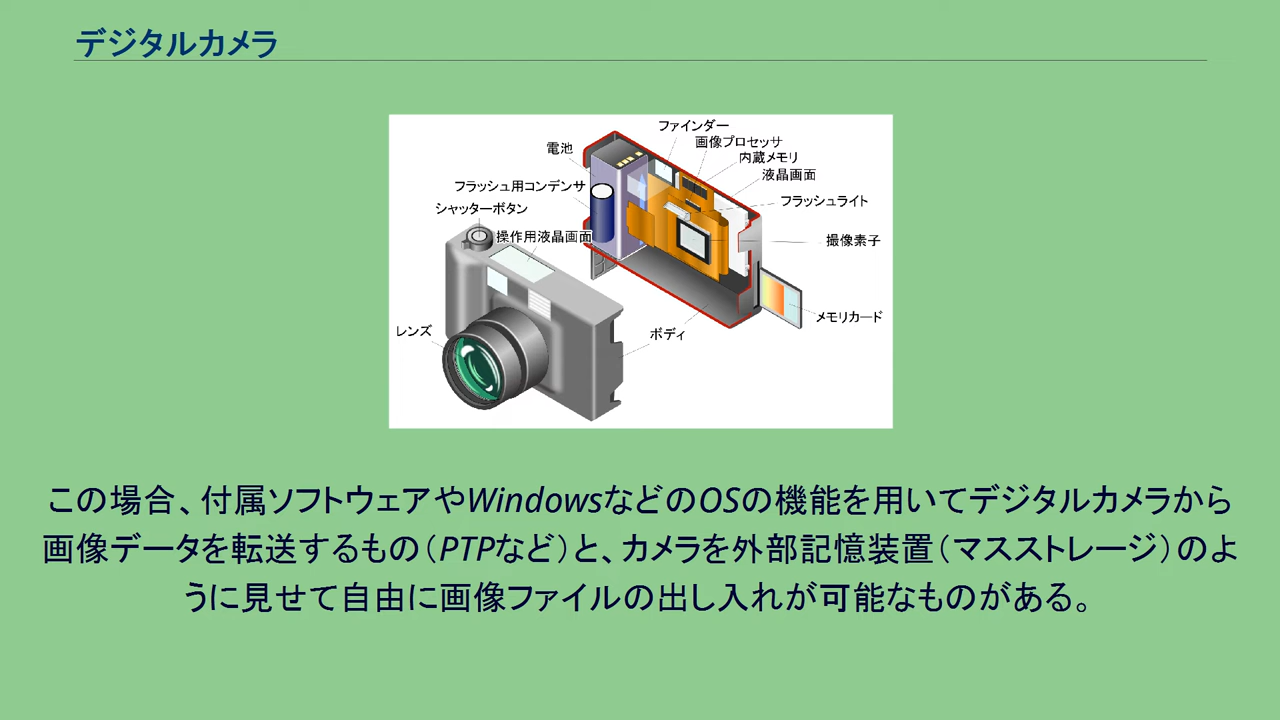 デジタルカメラ
ファインダー
画像プロセッサ
電池
内蔵メモリ
液晶画面
フラッシュ用コンデンサ
フラッシュライト
シャッターボタン
操作用液晶画面
撮像素子
メモリカード
レンズ
ボディ
この場合、付属ソフトウェアやWindowsなどのOSの機能を用いてデジタルカメラから
画像データを転送するもの（PTPなど）と、カメラを外部記憶装置（マスストレージ）のよ
うに見せて自由に画像ファイルの出し入れが可能なものがある。